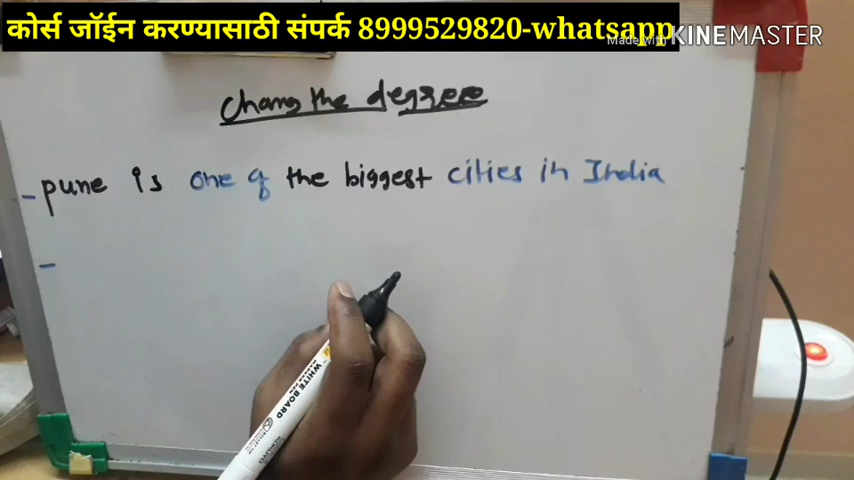 कोर्स जॉईन करण्यासाठी संपर्क 8999529820-whatsapp
Made with KINEMASTER
Chang the degree
- pune is one of the biggest cities in India
-
WHITE BOARD